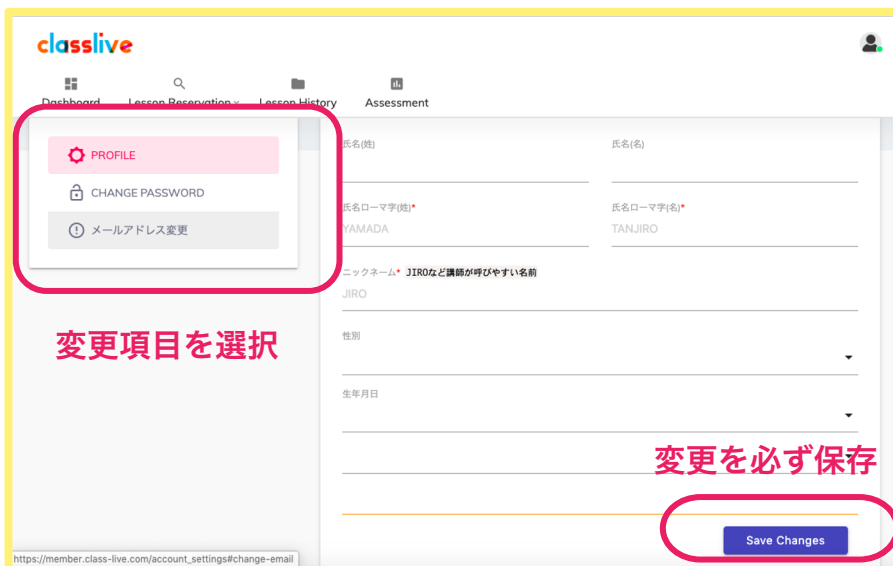 classlive
Dashboard Lesson Reservation Lesson History Assessment
PROFILE
CHANGE PASSWORD
メールアドレス変更
変更項目を選択
氏名(姓) 氏名(名)
氏名ローマ字(姓)* 氏名ローマ字(名)*
YAMADA TANJIRO
ニックネーム* JIROなど講師が呼びやすい名前
JIRO
性別
生年月日
変更を必ず保存
Save Changes
https://member.class-live.com/account_settings#change-email